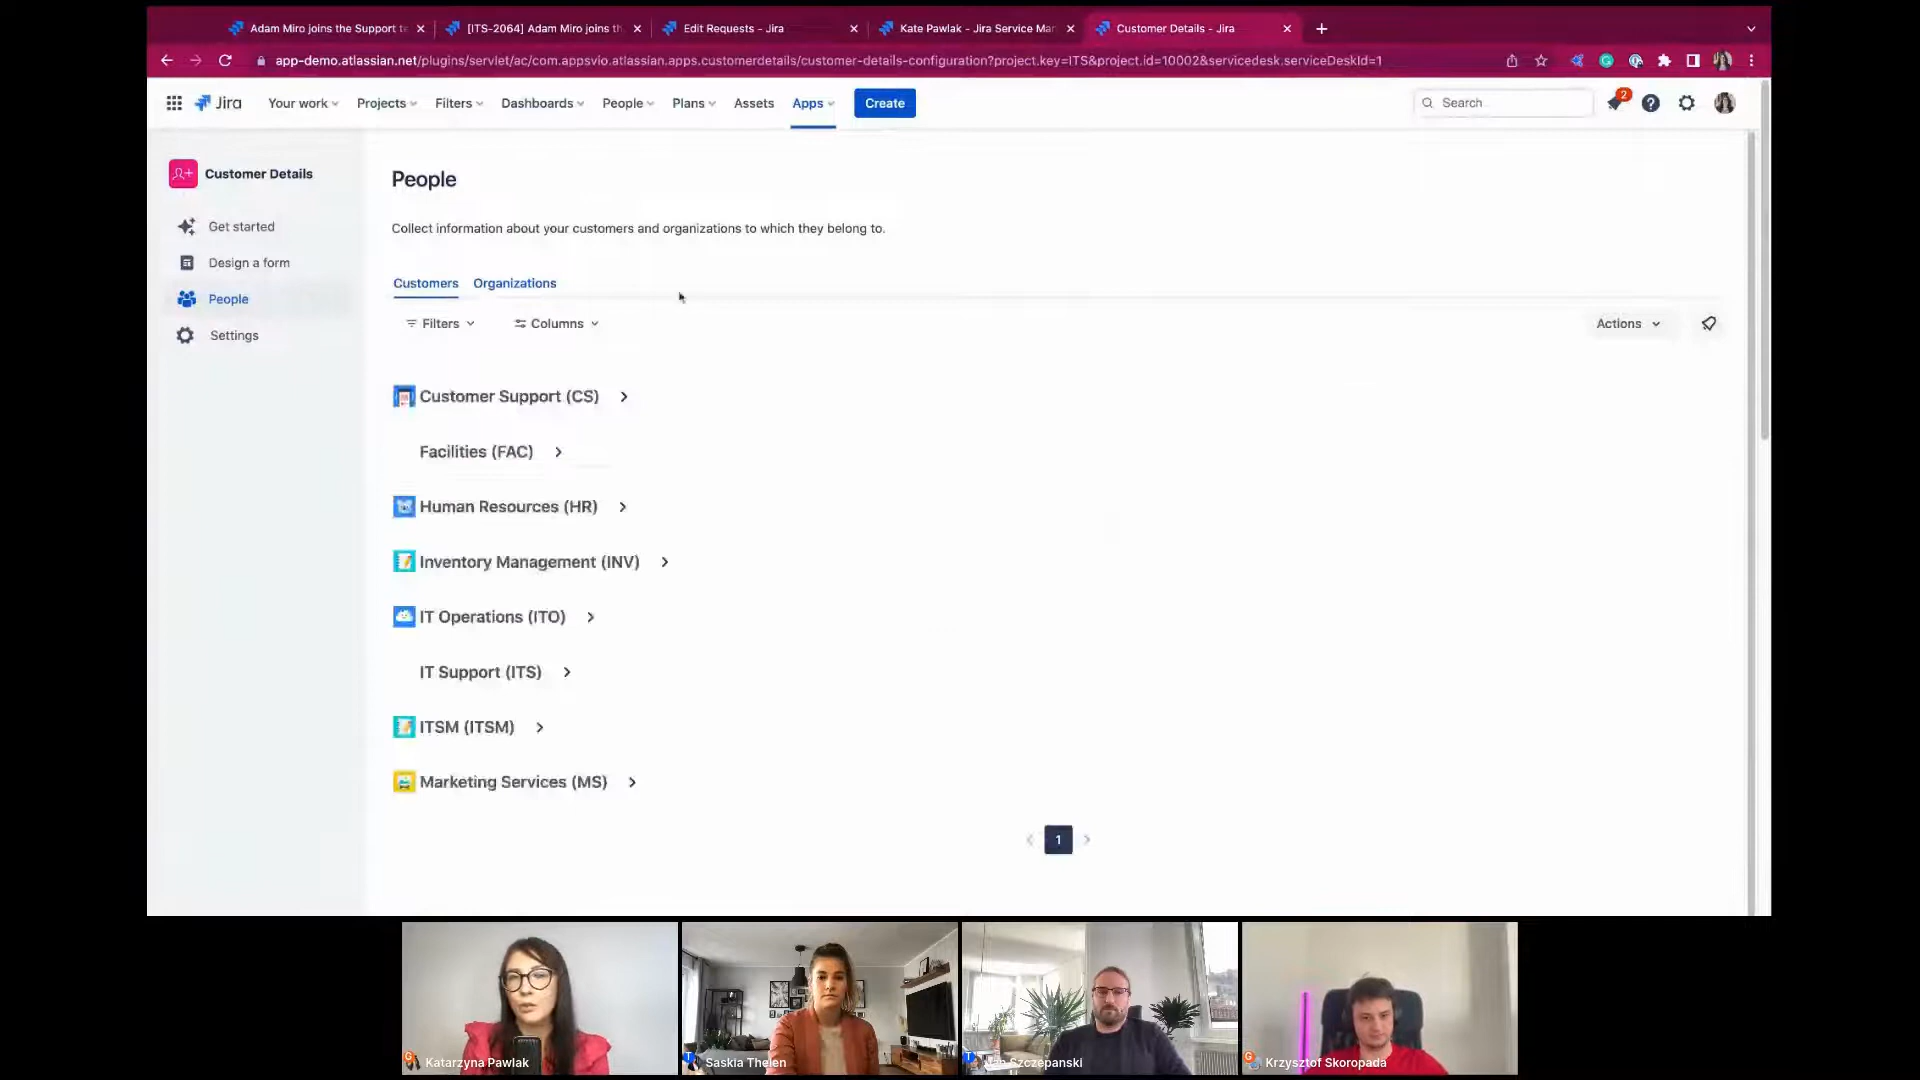 Adam Miro joins the Support te
[ITS-2064] Adam Miro joins th
Edit Requests - Jira
Kate Pawlak - Jira Service Man
Customer Details - Jira
app-demo.atlassian.net/plugins/servlet/ac/com.appsvio.atlassian.apps.customerdetails/customer-details-configuration?project.key=ITS&project.id=10002&servicedesk.serviceDeskId=1
Jira
Your work
Projects
Filters
Dashboards
People
Plans
Assets
Apps
Create
Search
2
Customer Details
Get started
Design a form
People
Settings
People
Collect information about your customers and organizations to which they belong to.
Customers
Organizations
Filters
Columns
Actions
Customer Support (CS)
Facilities (FAC)
Human Resources (HR)
Inventory Management (INV)
IT Operations (ITO)
IT Support (ITS)
ITSM (ITSM)
Marketing Services (MS)
1
Katarzyna Pawlak
Saskia Thelen
Szczepanski
Krzysztof Skoropada